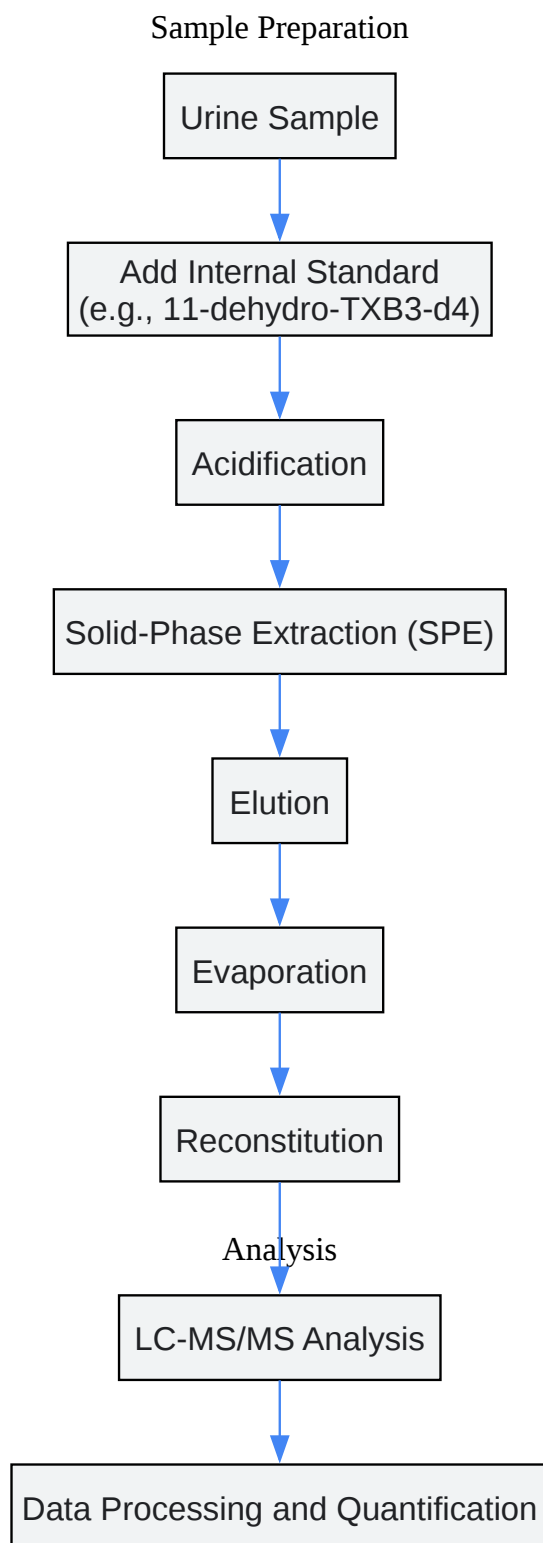 Sample Preparation
Urine Sample
Add Internal Standard
(e.g., 11-dehydro-TXB3-d4)
Acidification
Solid-Phase Extraction (SPE)
Elution
Evaporation
Reconstitution
Analysis
LC-MS/MS Analysis
Data Processing and Quantification